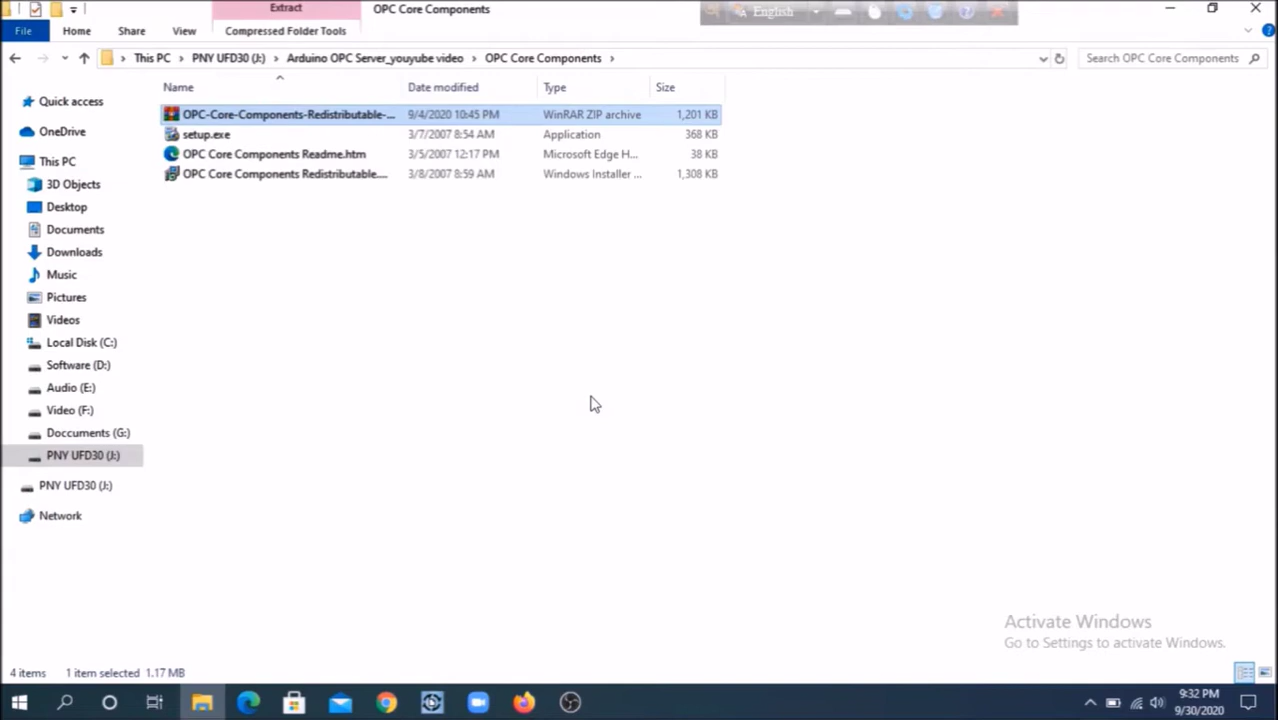 Extract
OPC Core Components
English
File
Home
Share
View
Compressed Folder Tools
This PC
PNY UFD30 (J:)
Arduino OPC Server_youyube video
OPC Core Components
Search OPC Core Components
Name
Date modified
Type
Size
OPC-Core-Components-Redistributable-...
9/4/2020 10:45 PM
WinRAR ZIP archive
1,201 KB
setup.exe
3/7/2007 8:54 AM
Application
368 KB
OPC Core Components Readme.htm
3/5/2007 12:17 PM
Microsoft Edge H...
38 KB
OPC Core Components Redistributable....
3/8/2007 8:59 AM
Windows Installer ...
1,308 KB
Quick access
OneDrive
This PC
3D Objects
Desktop
Documents
Downloads
Music
Pictures
Videos
Local Disk (C:)
Software (D:)
Audio (E:)
Video (F:)
Doccuments (G:)
PNY UFD30 (J:)
PNY UFD30 (J:)
Network
Activate Windows
Go to Settings to activate Windows.
4 items
1 item selected 1.17 MB
9:32 PM
9/30/2020